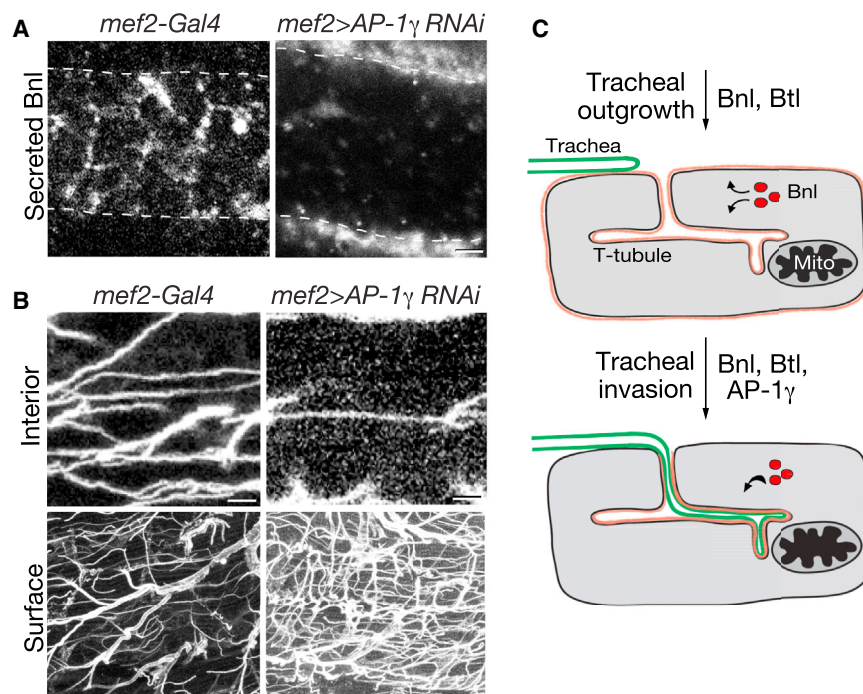 A
mef2-Gal4
mef2>AP-1γ RNAi
Secreted Bnl
B
mef2-Gal4
mef2>AP-1γ RNAi
Interior
Surface
C
Tracheal
outgrowth
Bnl, Btl
Trachea
Bnl
T-tubule
Mito
Tracheal
invasion
Bnl, Btl,
AP-1γ